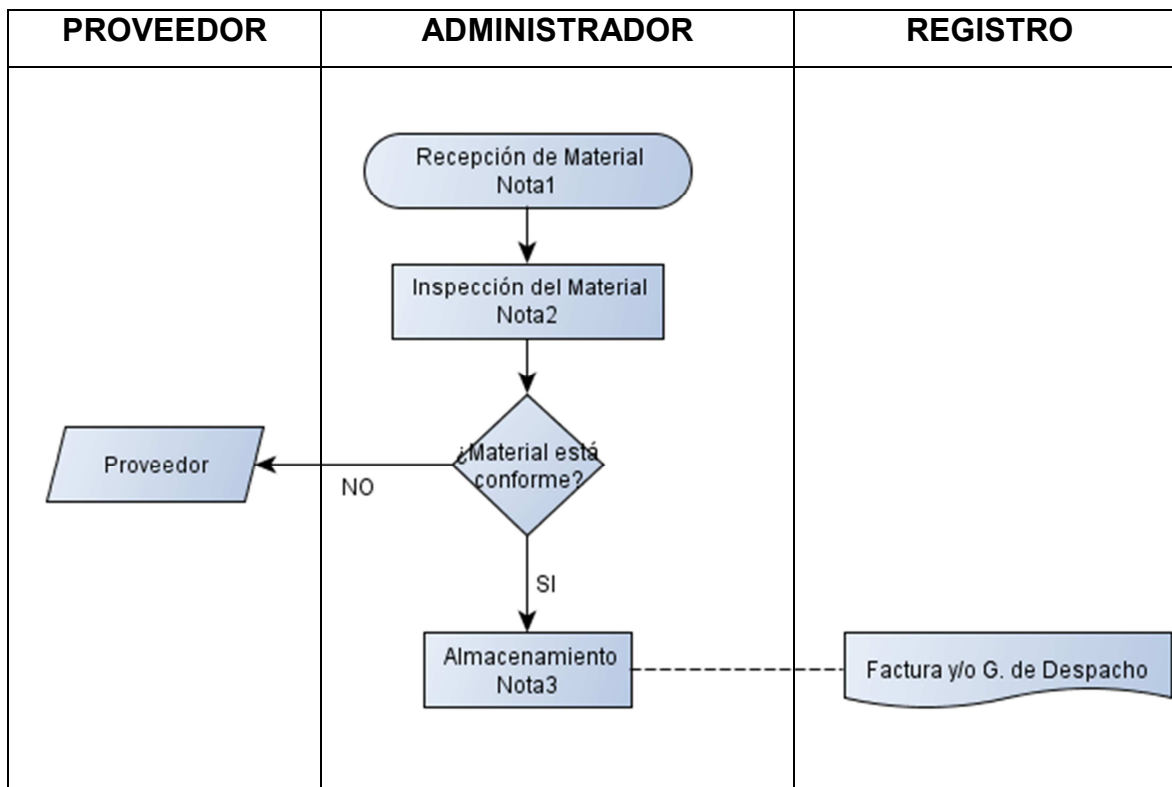 PROVEEDOR
ADMINISTRADOR
REGISTRO
Recepción de Material
Nota1
Inspección del Material
Nota2
¿Material está
conforme?
Proveedor
NO
SI
Almacenamiento
Nota3
Factura y/o G. de Despacho